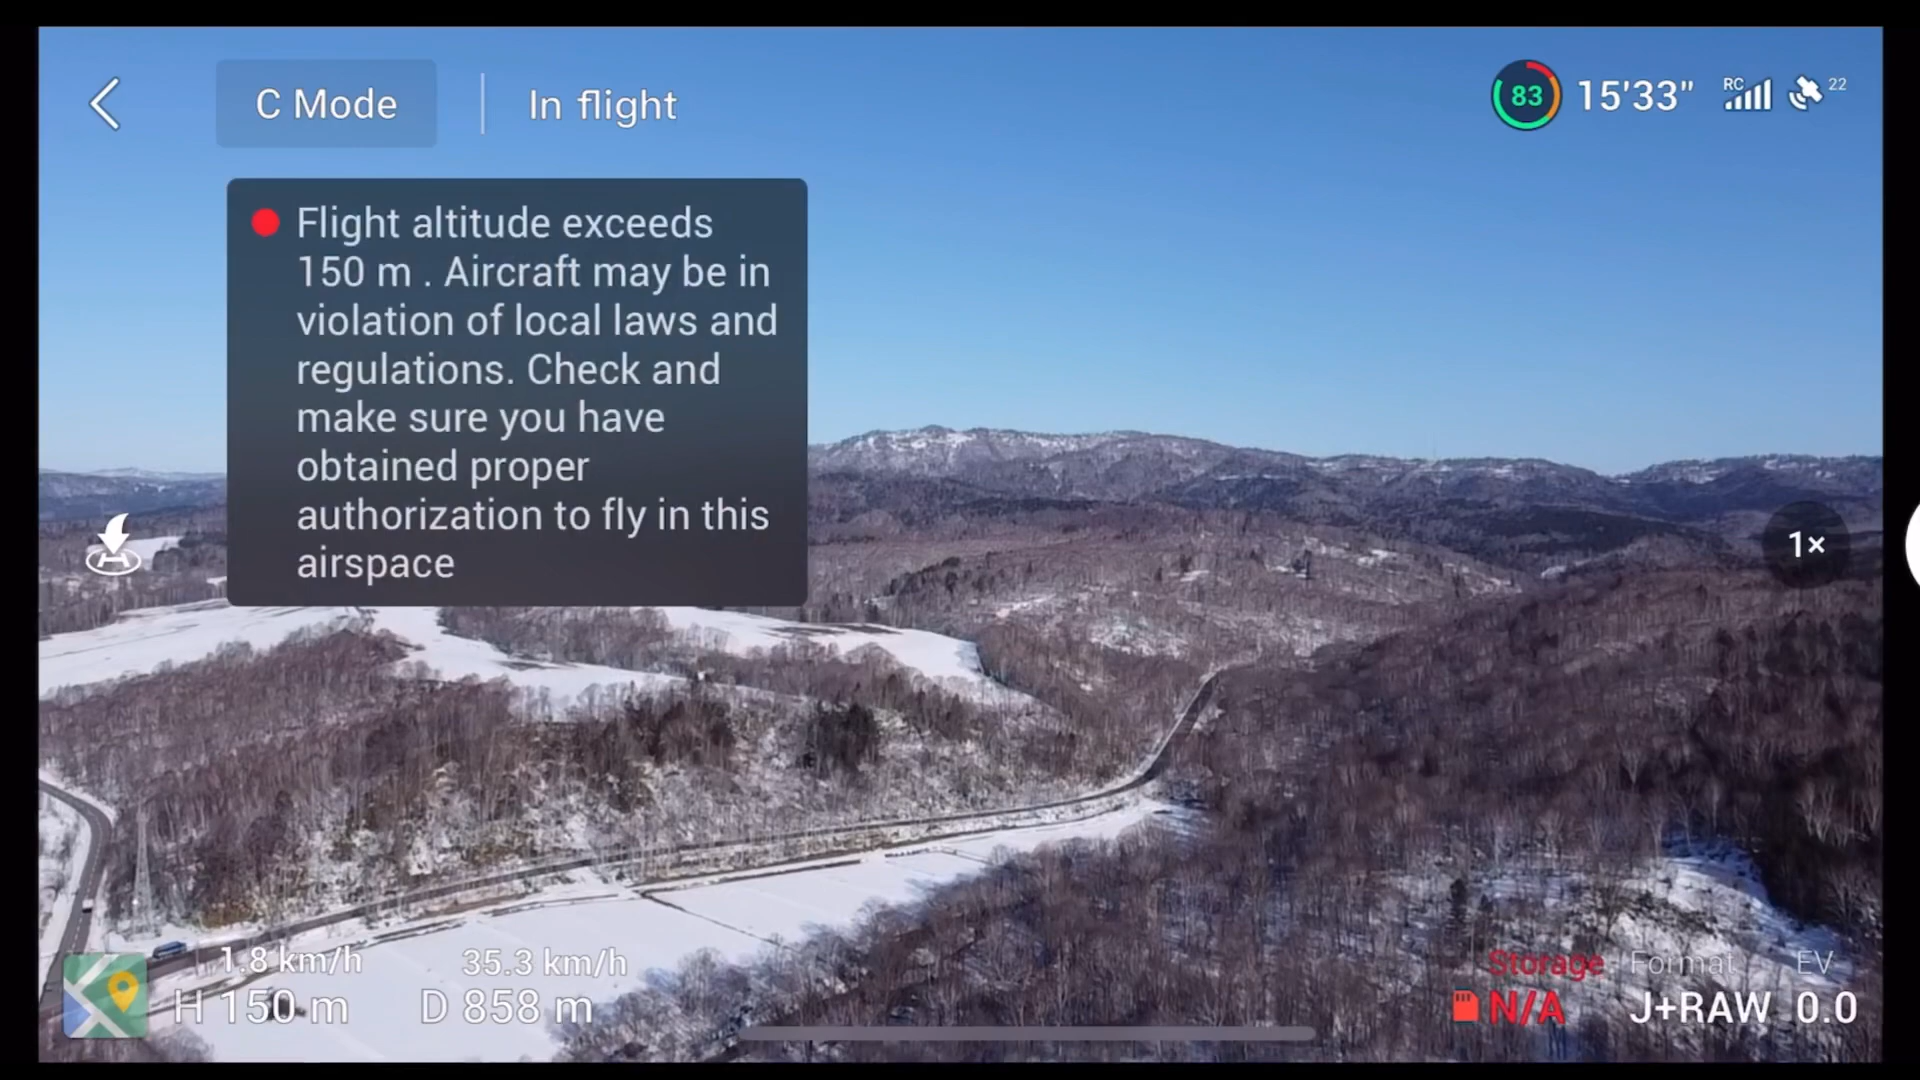 C Mode
In flight
83
15'33"
RC
22
Flight altitude exceeds
150 m . Aircraft may be in
violation of local laws and
regulations. Check and
make sure you have
obtained proper
authorization to fly in this
airspace
1×
1.8 km/h
35.3 km/h
H 150 m
D 858 m
Storage
Format
EV
N/A
J+RAW
0.0